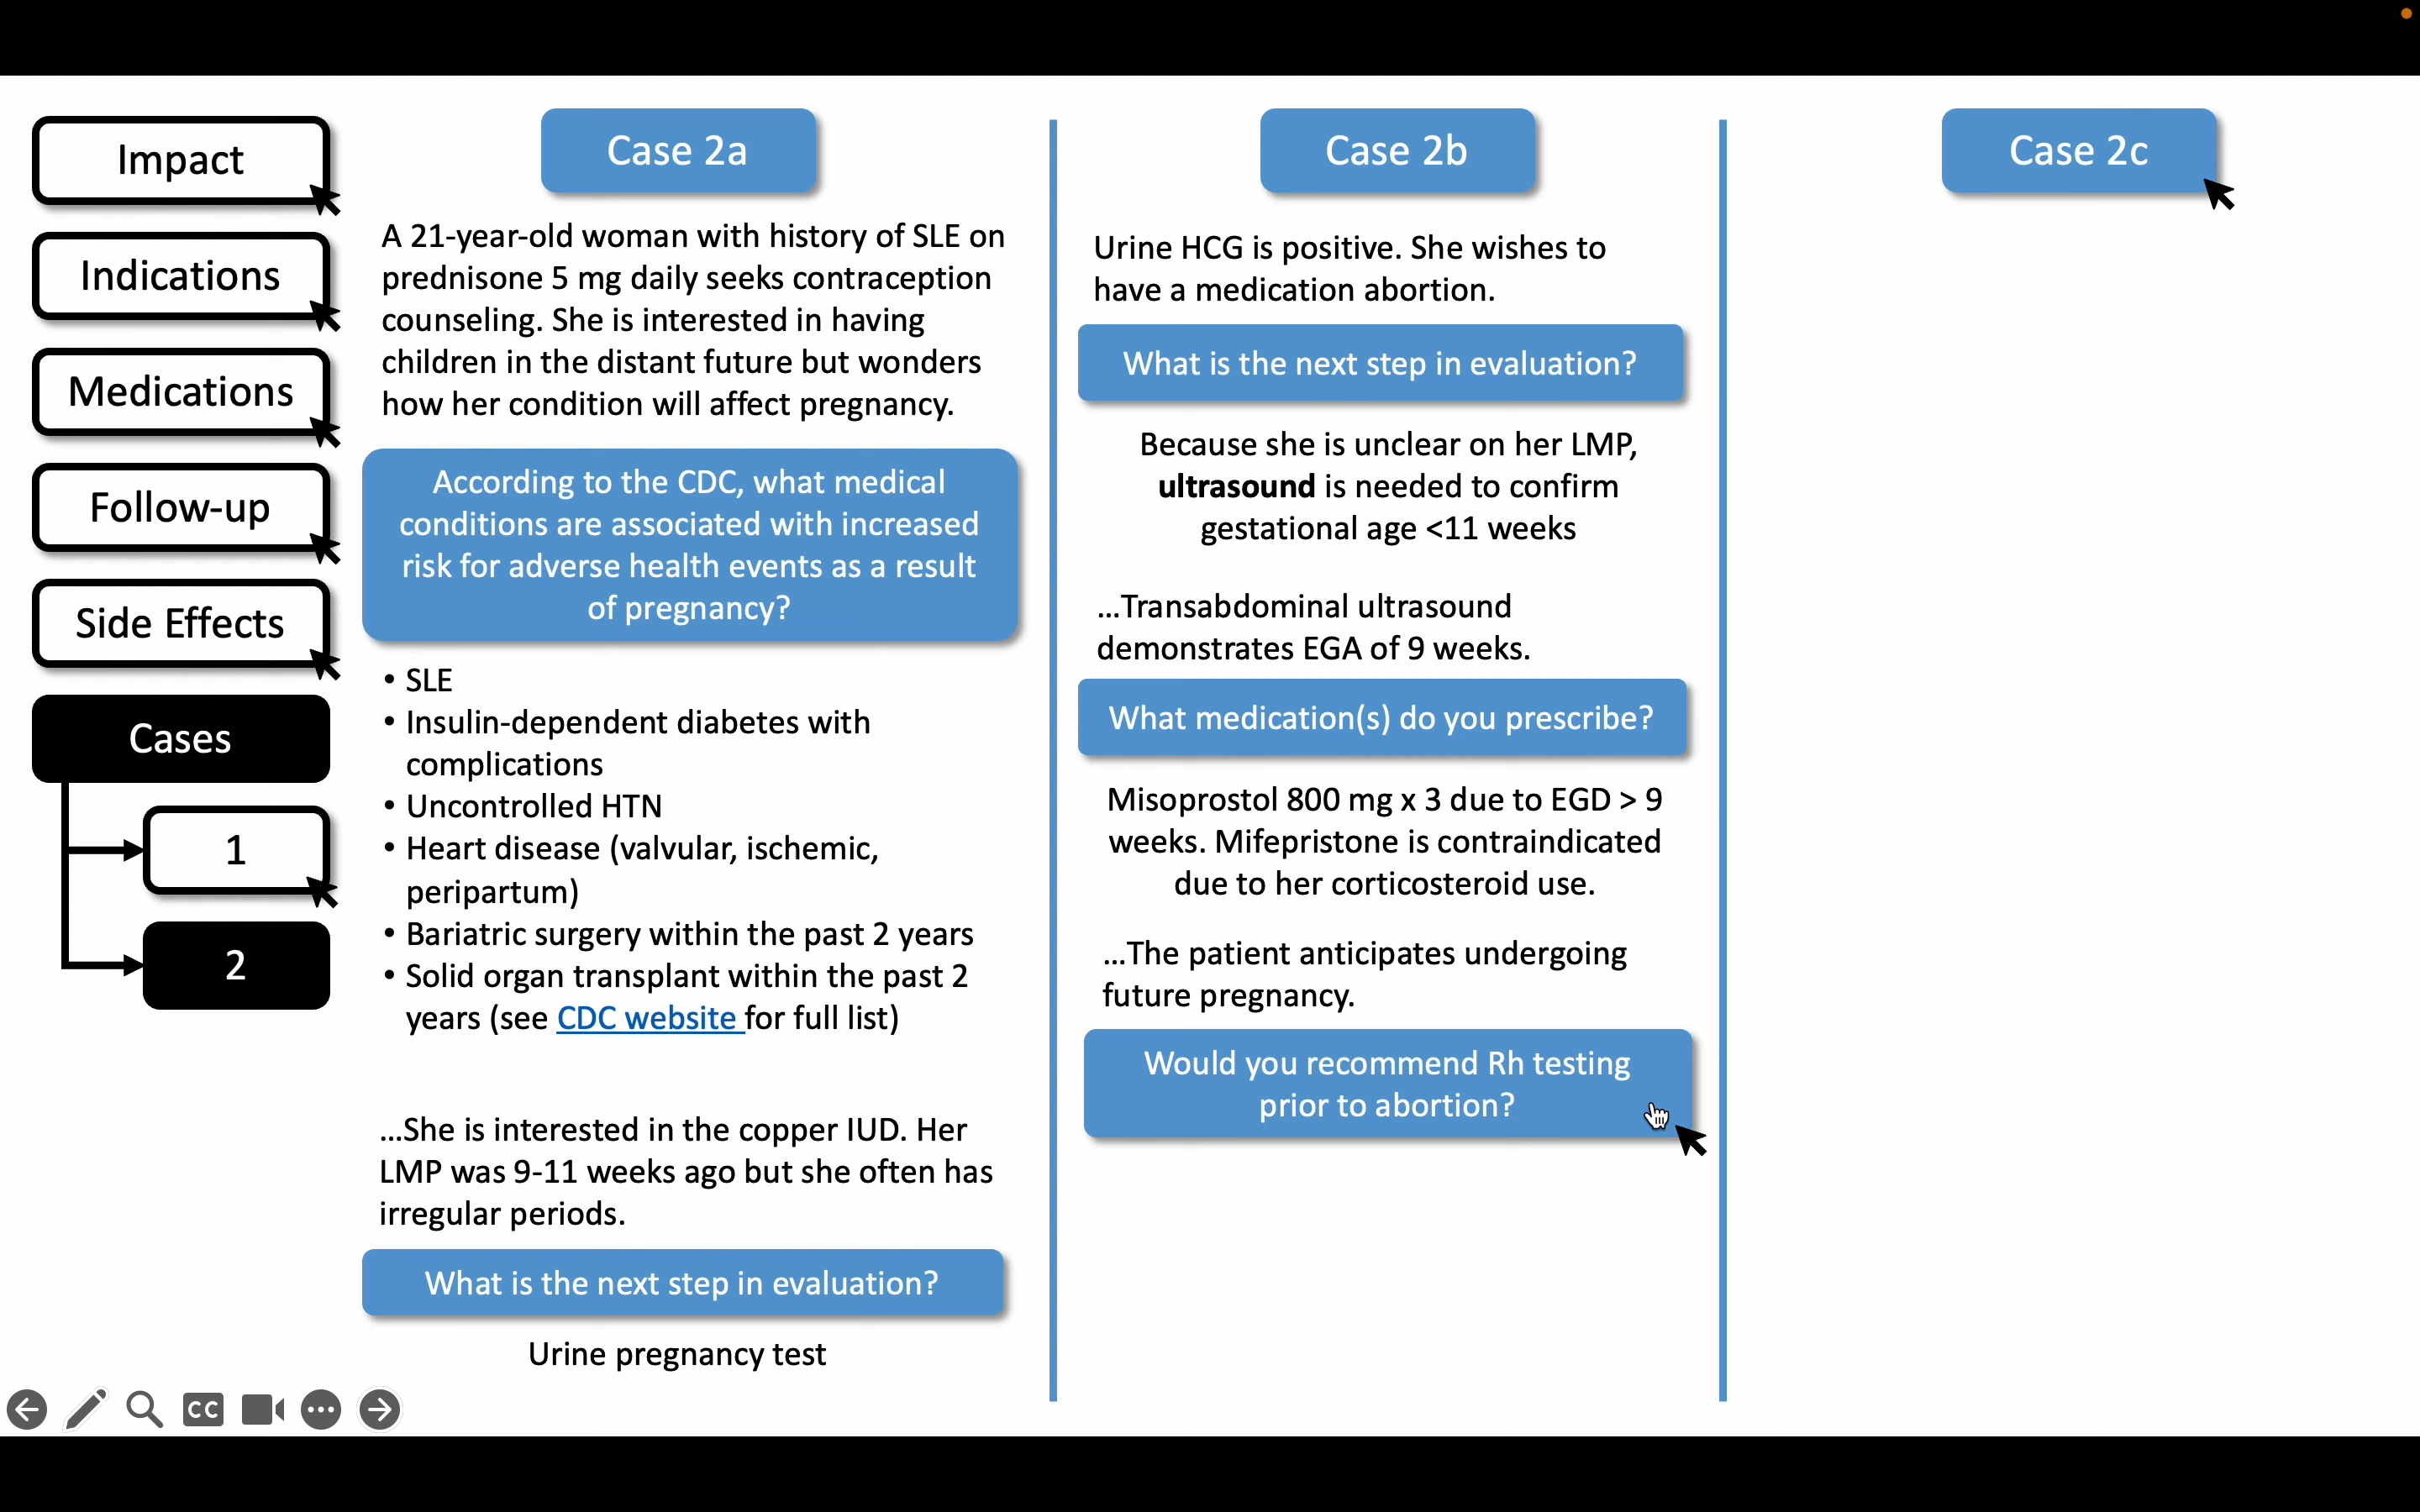 Impact
Indications
Medications
Follow-up
Side Effects
Cases
1
2
Case 2a
A 21-year-old woman with history of SLE on
prednisone 5 mg daily seeks contraception
counseling. She is interested in having
children in the distant future but wonders
how her condition will affect pregnancy.
According to the CDC, what medical
conditions are associated with increased
risk for adverse health events as a result
of pregnancy?
• SLE
• Insulin-dependent diabetes with
complications
• Uncontrolled HTN
• Heart disease (valvular, ischemic,
peripartum)
• Bariatric surgery within the past 2 years
• Solid organ transplant within the past 2
years (see CDC website for full list)
...She is interested in the copper IUD. Her
LMP was 9-11 weeks ago but she often has
irregular periods.
What is the next step in evaluation?
Urine pregnancy test
Case 2b
Urine HCG is positive. She wishes to
have a medication abortion.
What is the next step in evaluation?
Because she is unclear on her LMP,
ultrasound is needed to confirm
gestational age <11 weeks
...Transabdominal ultrasound
demonstrates EGA of 9 weeks.
What medication(s) do you prescribe?
Misoprostol 800 mg x 3 due to EGD > 9
weeks. Mifepristone is contraindicated
due to her corticosteroid use.
...The patient anticipates undergoing
future pregnancy.
Would you recommend Rh testing
prior to abortion?
Case 2c
CC